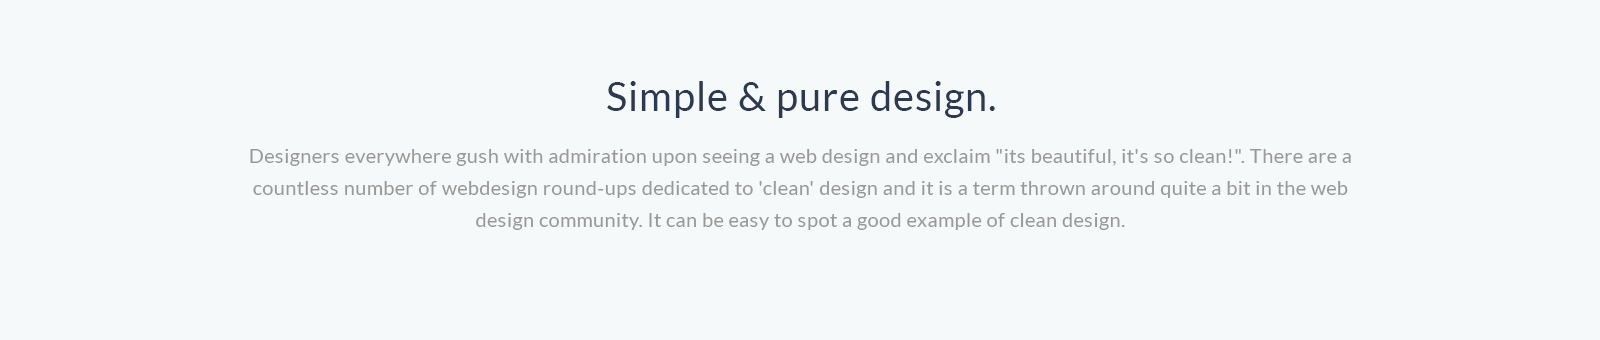 Simple & pure design.
Designers everywhere gush with admiration upon seeing a web design and exclaim "its beautiful, it's so clean!". There are a
countless number of webdesign round-ups dedicated to 'clean' design and it is a term thrown around quite a bit in the web
design community. It can be easy to spot a good example of clean design.